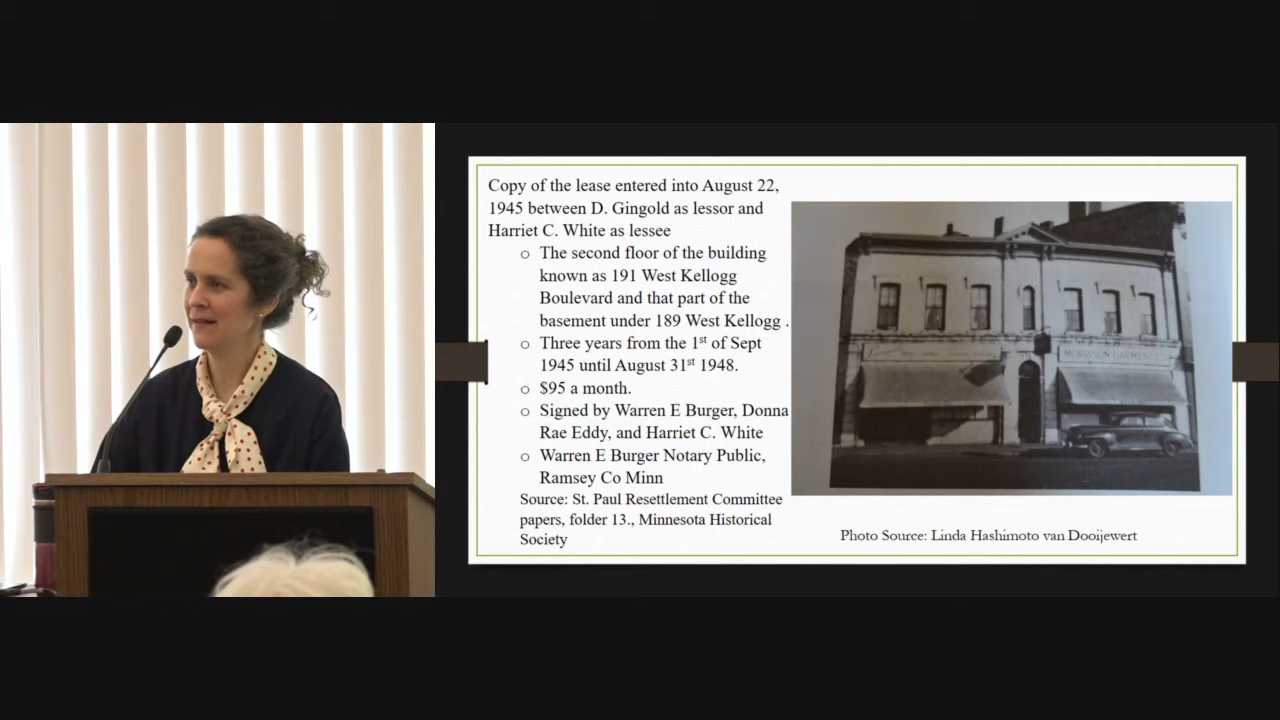 Copy of the lease entered into August 22,
1945 between D. Gingold as lessor and
Harriet C. White as lessee
o The second floor of the building
known as 191 West Kellogg
Boulevard and that part of the
basement under 189 West Kellogg .
o Three years from the 1st of Sept
1945 until August 31st 1948.
o $95 a month.
o Signed by Warren E Burger, Donna
Rae Eddy, and Harriet C. White
o Warren E Burger Notary Public,
Ramsey Co Minn
Source: St. Paul Resettlement Committee
papers, folder 13., Minnesota Historical
Society
MORRISON GARMENT
Photo Source: Linda Hashimoto van Dooijewert